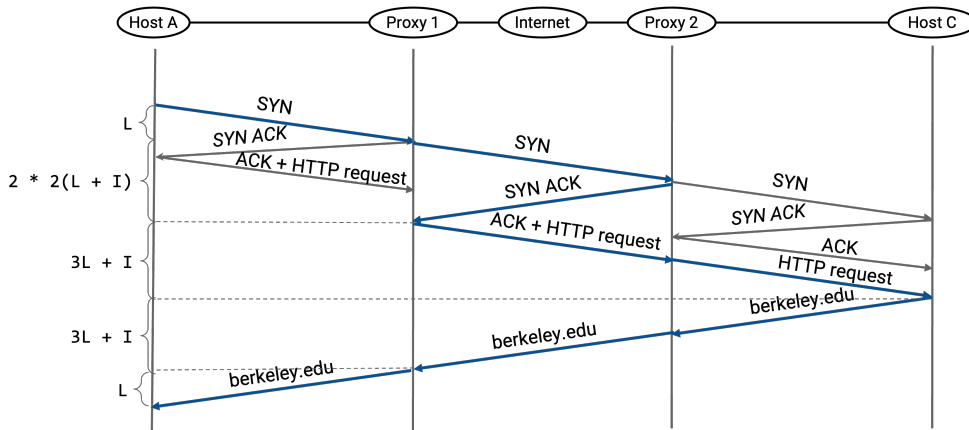 Host A
Proxy 1
Internet
Proxy 2
Host C
SYN
L
SYN ACK
SYN
ACK + HTTP request
2 * 2(L + I)
SYN ACK
SYN
SYN ACK
ACK + HTTP request
ACK
3L + I
HTTP request
berkeley.edu
3L + I
berkeley.edu
berkeley.edu
L